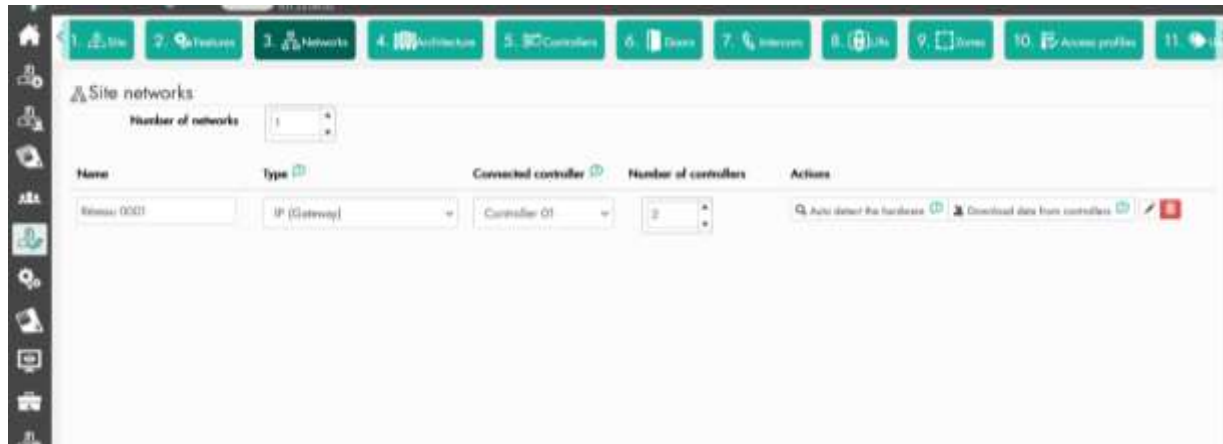 1. Site 2. Features 3. Networks 4. Architecture 5. Controllers 6. Doors 7. Intercoms 8. Lifts 9. Zones 10. Access profiles 11.
Site networks
Number of networks 1
Name Type Connected controller Number of controllers Actions
Réseau 0001 IP (Gateway) Controller 01 2 Auto detect the hardware Download data from controllers